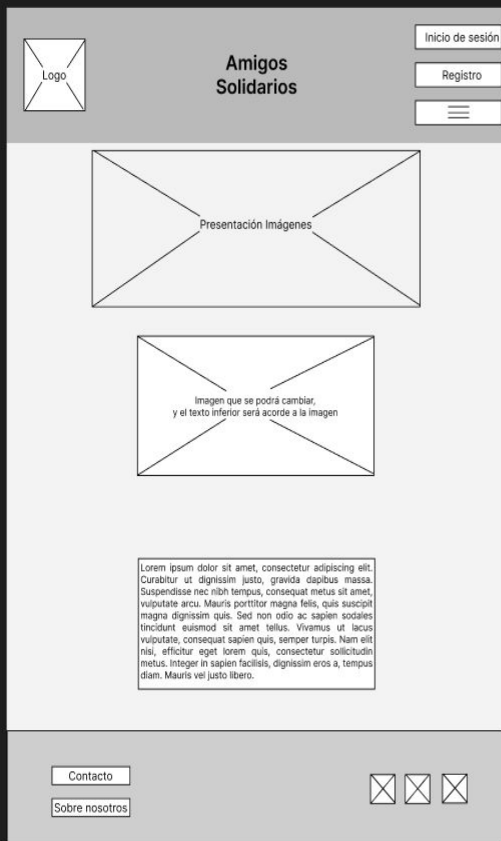 Logo
Amigos
Solidarios
Inicio de sesión
Registro
Presentación Imágenes
Imagen que se podrá cambiar,
y el texto inferior será acorde a la imagen
Lorem ipsum dolor sit amet, consectetur adipiscing elit.
Curabitur ut dignissim justo, gravida dapibus massa.
Suspendisse nec nibh tempus, consequat metus sit amet,
vulputate arcu. Mauris porttitor magna felis, quis suscipit
magna dignissim quis. Sed non odio ac sapien sodales
tincidunt euismod sit amet tellus. Vivamus ut lacus
vulputate, consequat sapien quis, semper turpis. Nam elit
nisi, efficitur eget lorem quis, consectetur sollicitudin
metus. Integer in sapien facilisis, dignissim eros a, tempus
diam. Mauris vel justo libero.
Contacto
Sobre nosotros